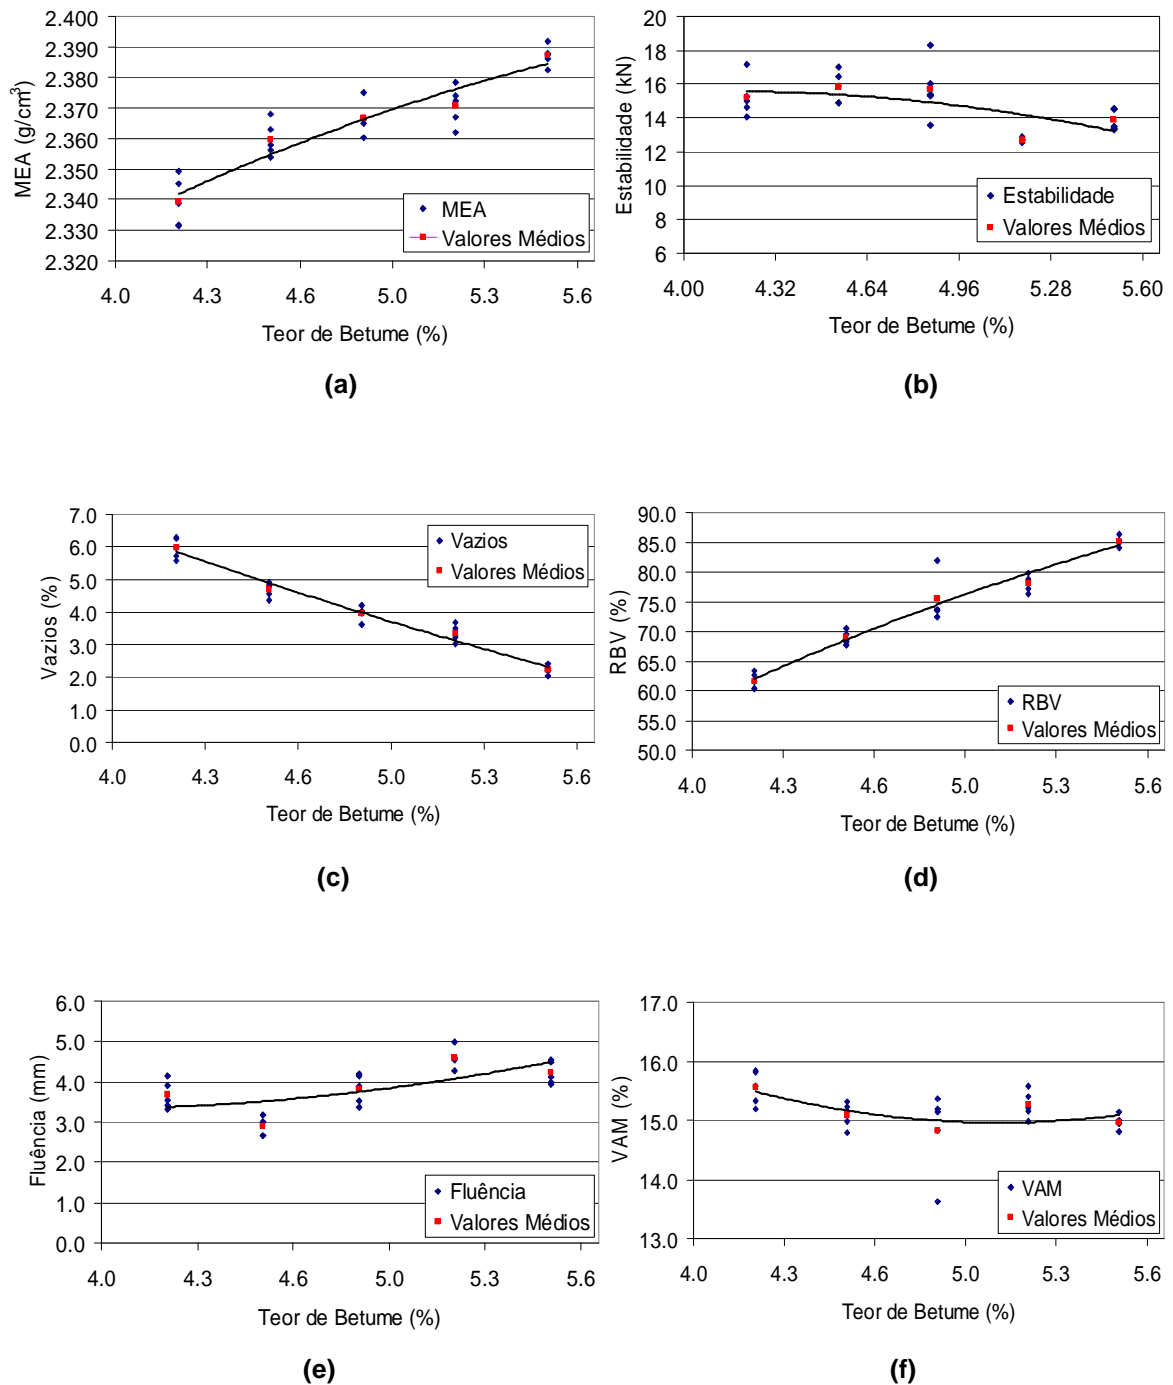 2.400
2.390
2.380
2.370
2.360
2.350
2.340
2.330
2.320
MEA (g/cm³)
MEA
Valores Médios
4.0 4.3 4.6 5.0 5.3 5.6
Teor de Betume (%)
(a)
20
18
16
14
12
10
8
6
Estabilidade (kN)
Estabilidade
Valores Médios
4.00 4.32 4.64 4.96 5.28 5.60
Teor de Betume (%)
(b)
7.0
6.0
5.0
4.0
3.0
2.0
1.0
0.0
Vazios (%)
Vazios
Valores Médios
4.0 4.3 4.6 5.0 5.3 5.6
Teor de Betume (%)
(c)
90.0
85.0
80.0
75.0
70.0
65.0
60.0
55.0
50.0
RBV (%)
RBV
Valores Médios
4.0 4.3 4.6 5.0 5.3 5.6
Teor de Betume (%)
(d)
6.0
5.0
4.0
3.0
2.0
1.0
0.0
Fluência (mm)
Fluência
Valores Médios
4.0 4.3 4.6 5.0 5.3 5.6
Teor de Betume (%)
(e)
17.0
16.0
15.0
14.0
13.0
VAM (%)
VAM
Valores Médios
4.0 4.3 4.6 5.0 5.3 5.6
Teor de Betume (%)
(f)